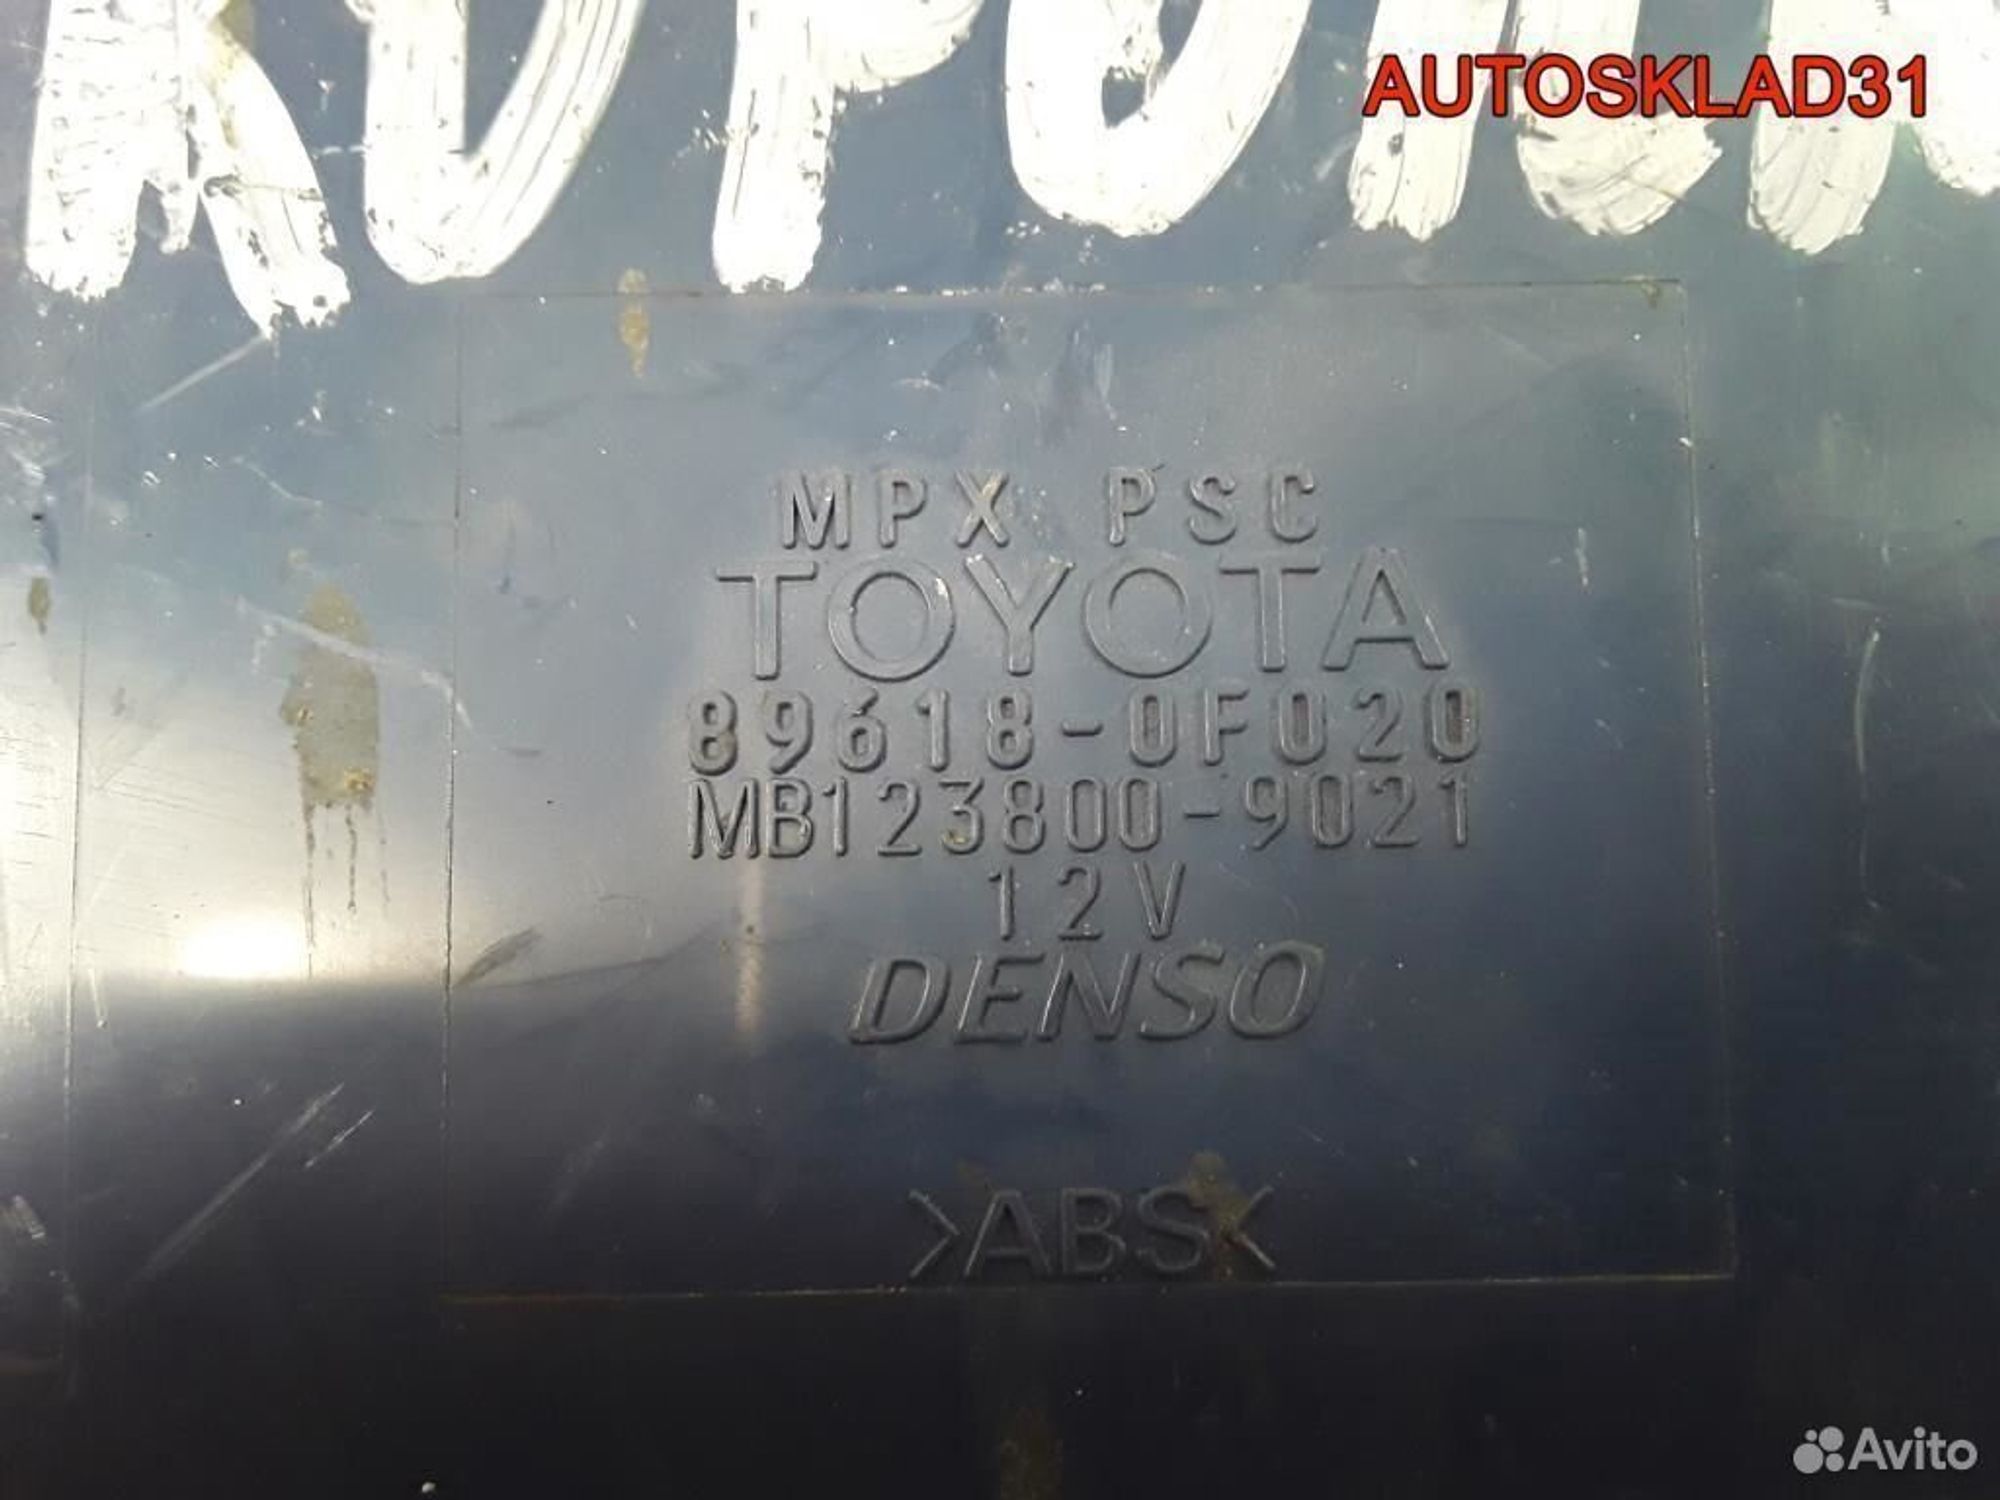 AUTOSKLAD31
MPX PSC
TOYOTA
89618-0F020
MB123800-9021
12V
DENSO
>ABS<
Avito